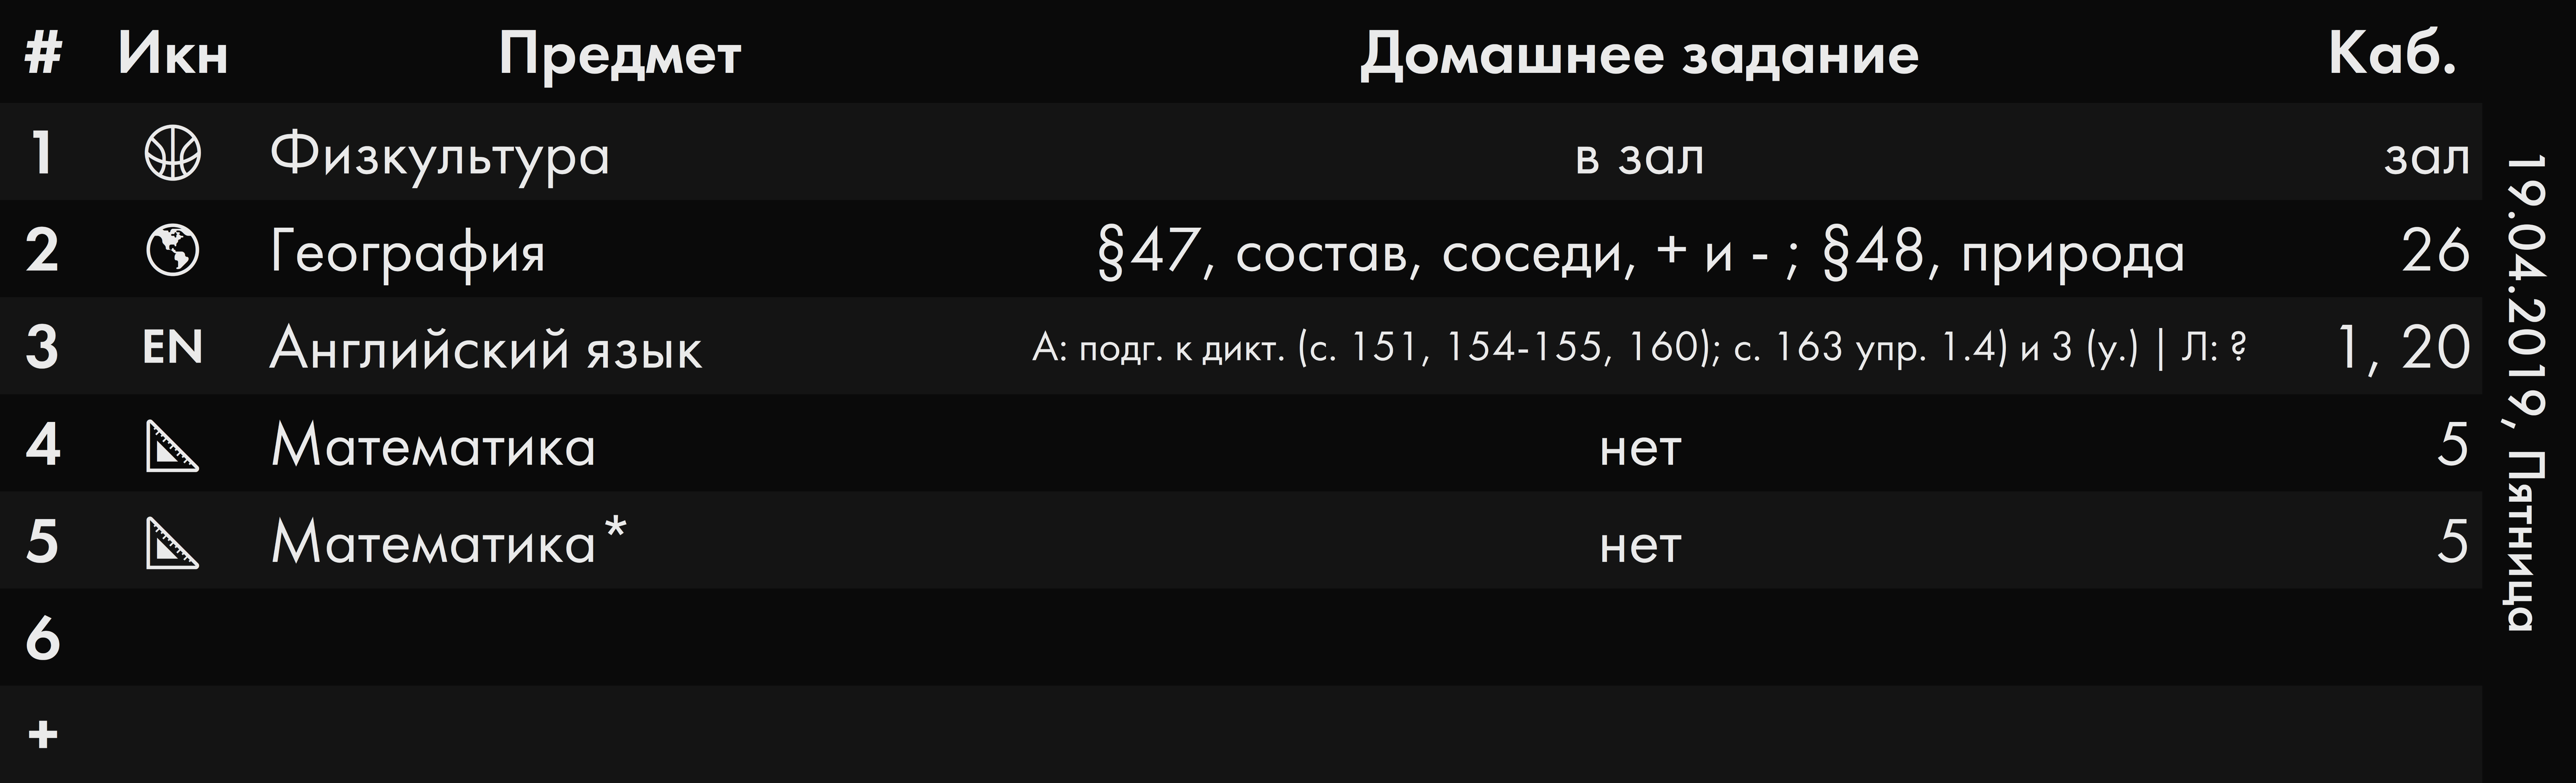 # Икн Предмет Домашнее задание Каб.
1 Физкультура в зал зал
2 География §47, состав, соседи, + и - ; §48, природа 26
3 EN Английский язык А: подг. к дикт. (с. 151, 154-155, 160); с. 163 упр. 1.4) и 3 (у.) | Л: ? 1, 20
4 Математика нет 5
5 Математика* нет 5
6
+
19.04.2019, Пятница